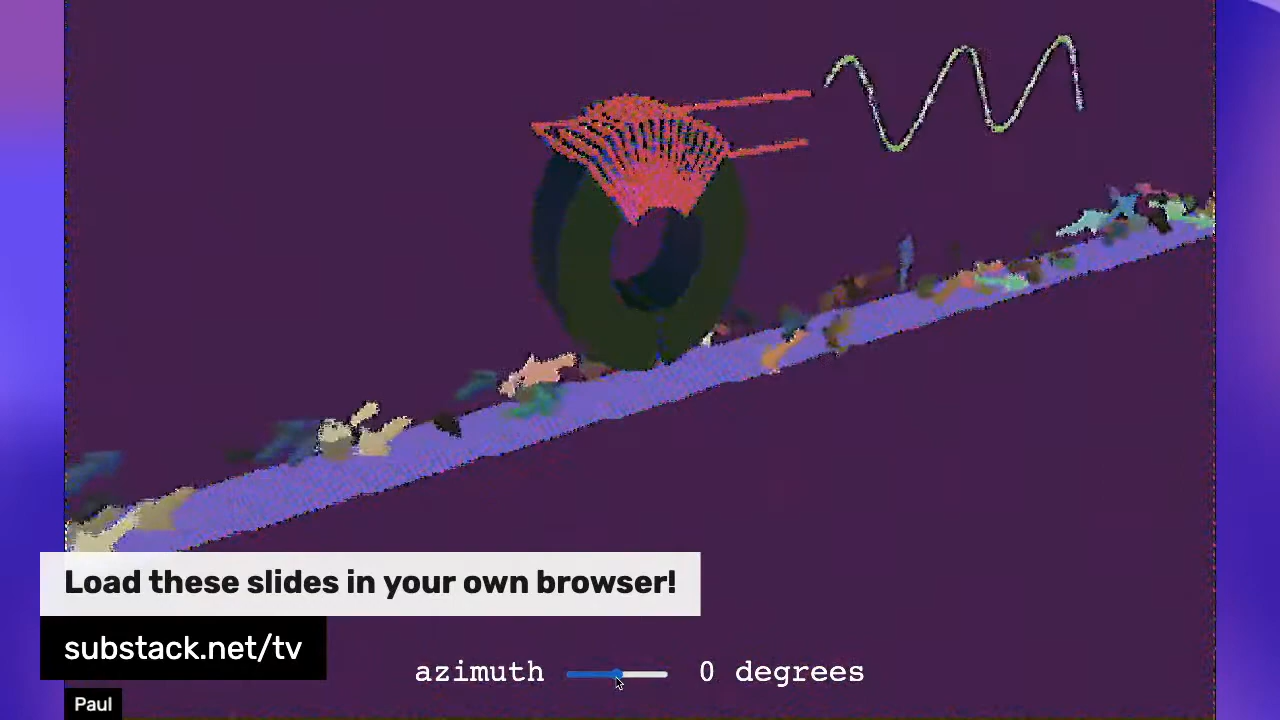 Load these slides in your own browser!
substack.net/tv
azimuth 0 degrees
Paul